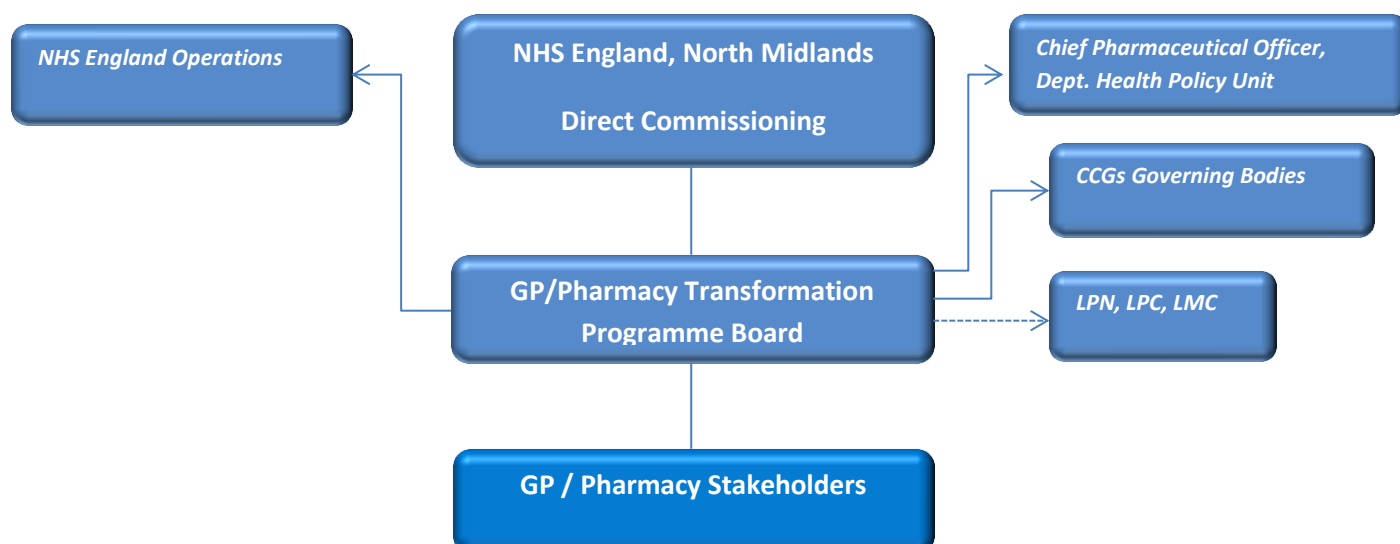 NHS England Operations
NHS England, North Midlands
Direct Commissioning
Chief Pharmaceutical Officer,
Dept. Health Policy Unit
CCGs Governing Bodies
GP/Pharmacy Transformation
Programme Board
LPN, LPC, LMC
GP / Pharmacy Stakeholders